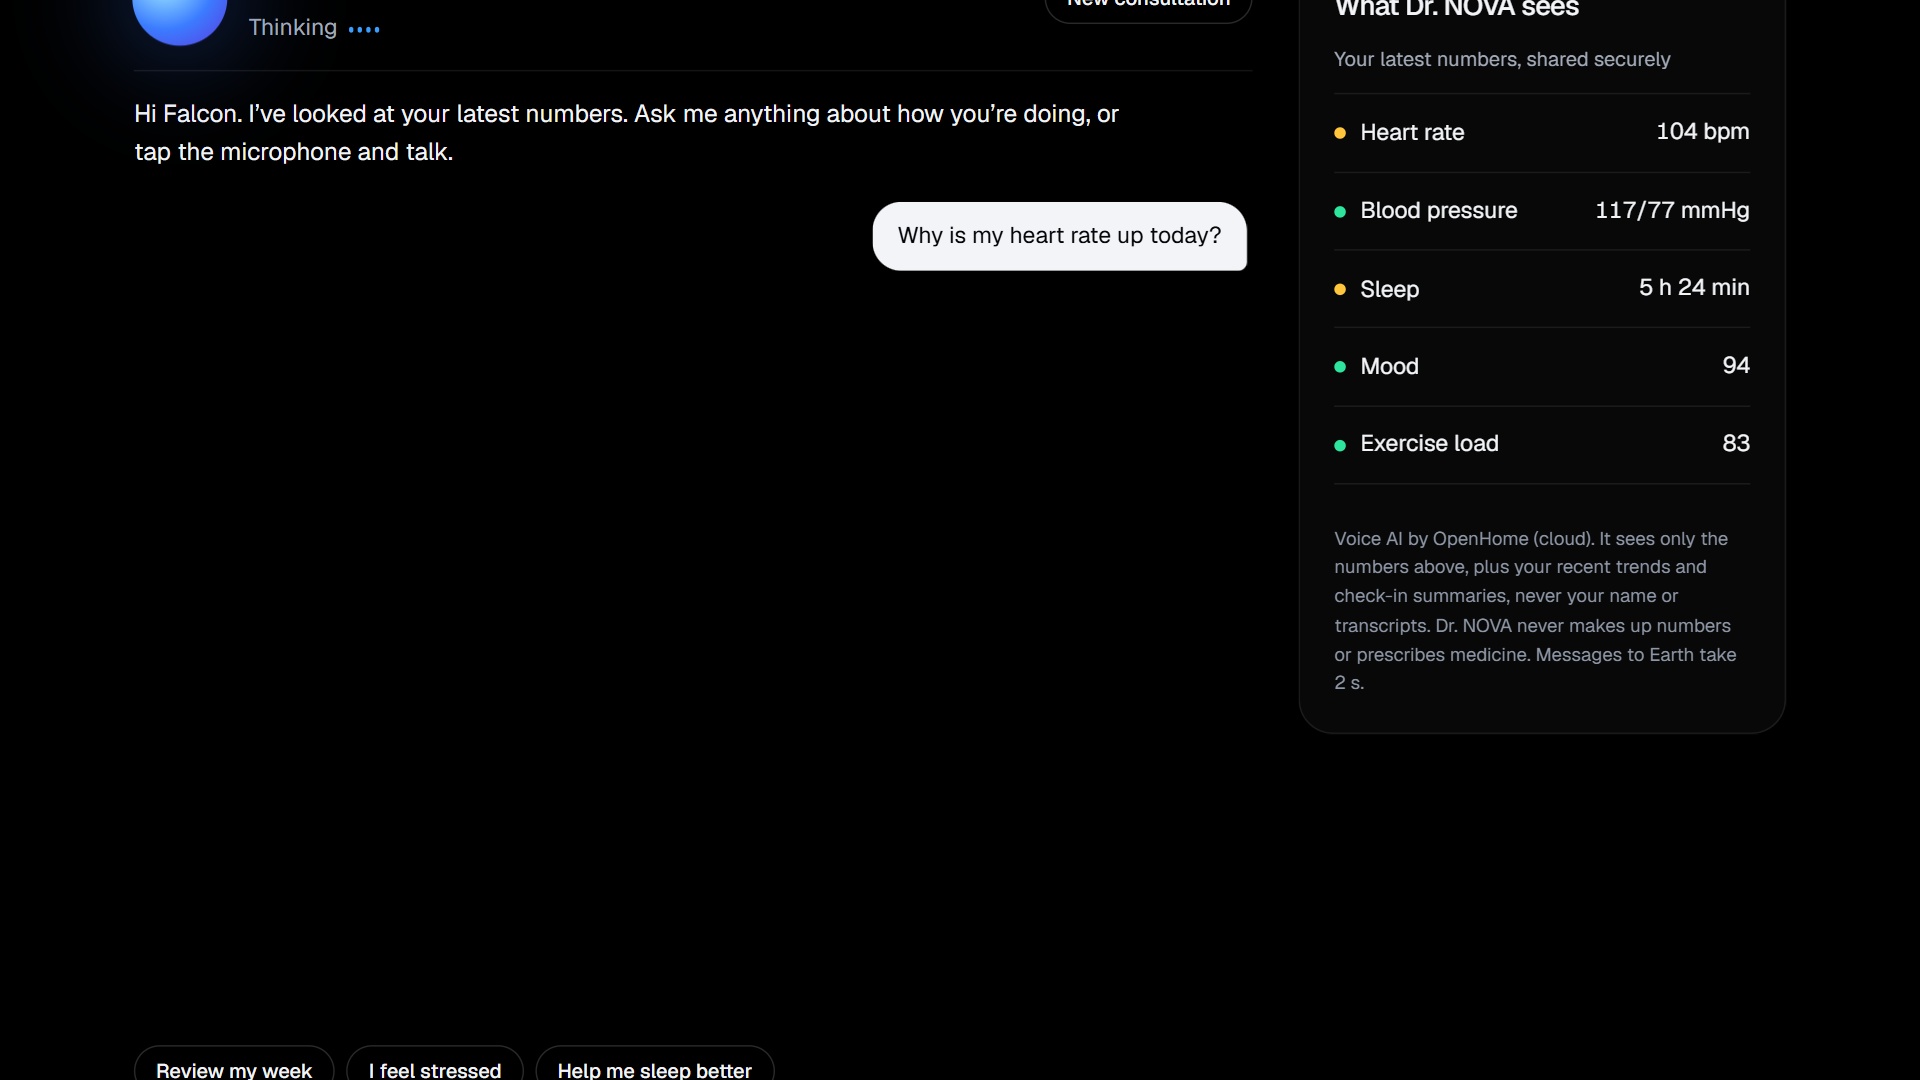 Thinking
New consultation
Hi Falcon. I’ve looked at your latest numbers. Ask me anything about how you’re doing, or
tap the microphone and talk.
Why is my heart rate up today?
Review my week
I feel stressed
Help me sleep better
What Dr. NOVA sees
Your latest numbers, shared securely
Heart rate 104 bpm
Blood pressure 117/77 mmHg
Sleep 5 h 24 min
Mood 94
Exercise load 83
Voice AI by OpenHome (cloud). It sees only the
numbers above, plus your recent trends and
check-in summaries, never your name or
transcripts. Dr. NOVA never makes up numbers
or prescribes medicine. Messages to Earth take
2 s.